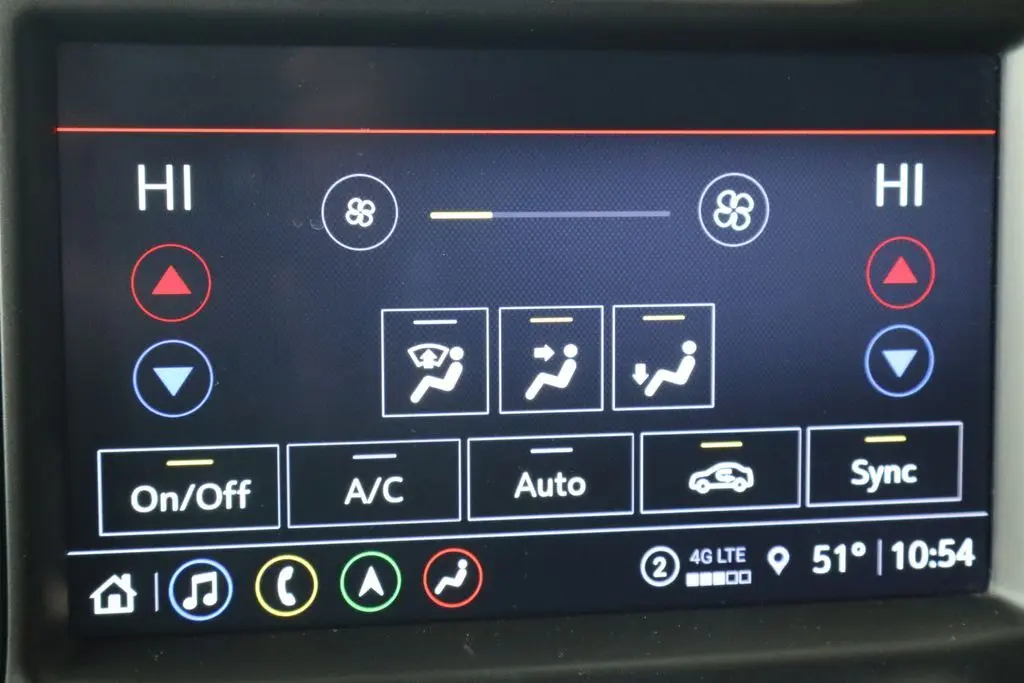 HI
HI
On/Off
A/C
Auto
Sync
2
4G LTE
51° | 10:54